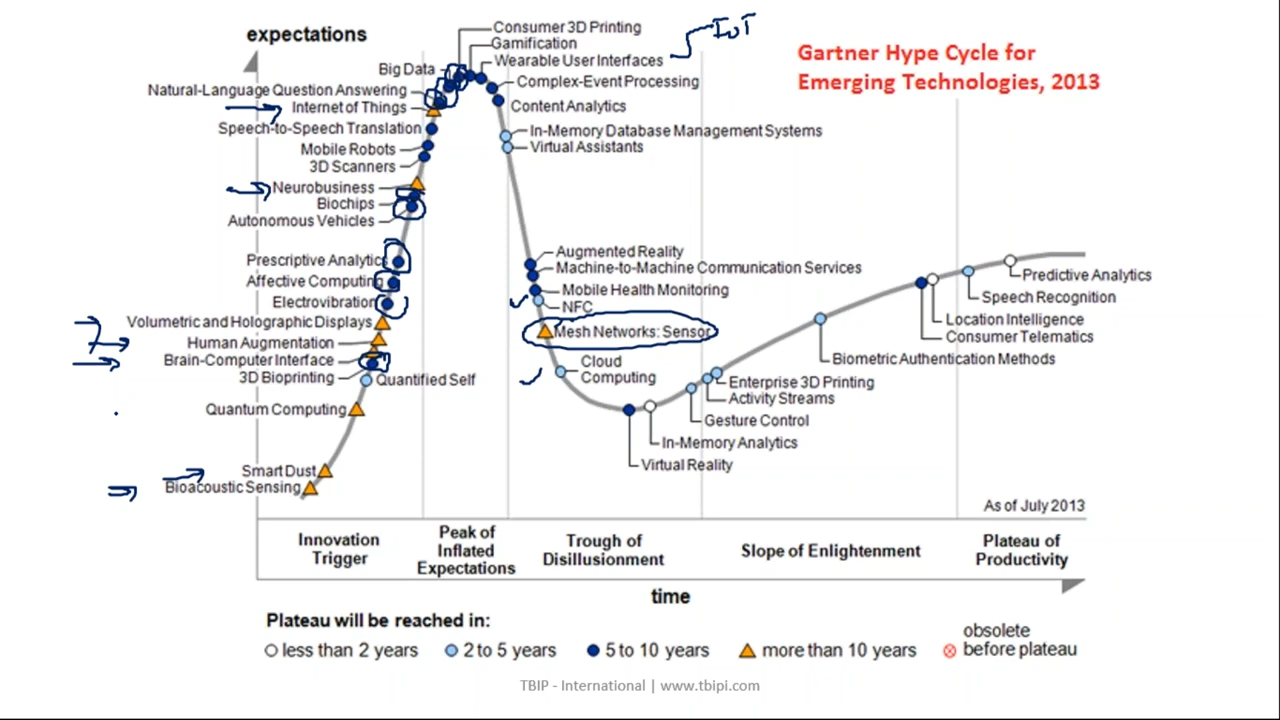 expectations
IoT
Gartner Hype Cycle for
Emerging Technologies, 2013
Consumer 3D Printing
Gamification
Wearable User Interfaces
Big Data
Complex-Event Processing
Natural-Language Question Answering
Internet of Things
Content Analytics
Speech-to-Speech Translation
In-Memory Database Management Systems
Mobile Robots
Virtual Assistants
3D Scanners
Neurobusiness
Biochips
Autonomous Vehicles
Prescriptive Analytics
Affective Computing
Electrovibration
Volumetric and Holographic Displays
Human Augmentation
Brain-Computer Interface
3D Bioprinting
Quantified Self
Quantum Computing
Smart Dust
Bioacoustic Sensing
Augmented Reality
Machine-to-Machine Communication Services
Mobile Health Monitoring
NFC
Mesh Networks: Sensor
Cloud
Computing
Predictive Analytics
Speech Recognition
Location Intelligence
Consumer Telematics
Biometric Authentication Methods
Enterprise 3D Printing
Activity Streams
Gesture Control
In-Memory Analytics
Virtual Reality
As of July 2013
Innovation
Trigger
Peak of
Inflated
Expectations
Trough of
Disillusionment
Slope of Enlightenment
Plateau of
Productivity
time
Plateau will be reached in:
less than 2 years
2 to 5 years
5 to 10 years
more than 10 years
obsolete
before plateau
TBIP - International | www.tbipi.com